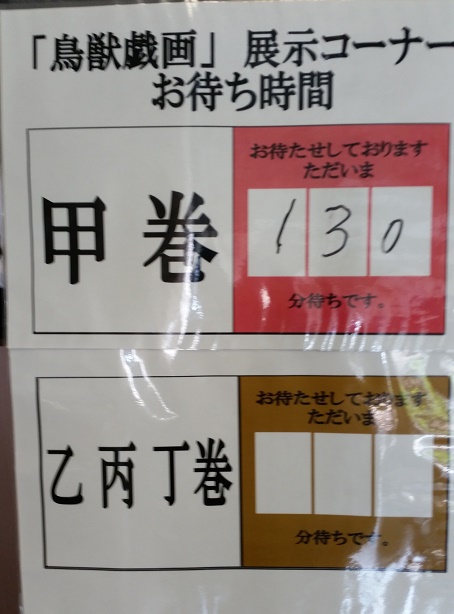 「鳥獣戯画」展示コーナー
お待ち時間
甲巻
お待たせしております
ただいま
130
分待ちです。
乙丙丁巻
お待たせしております
ただいま
分待ちです。